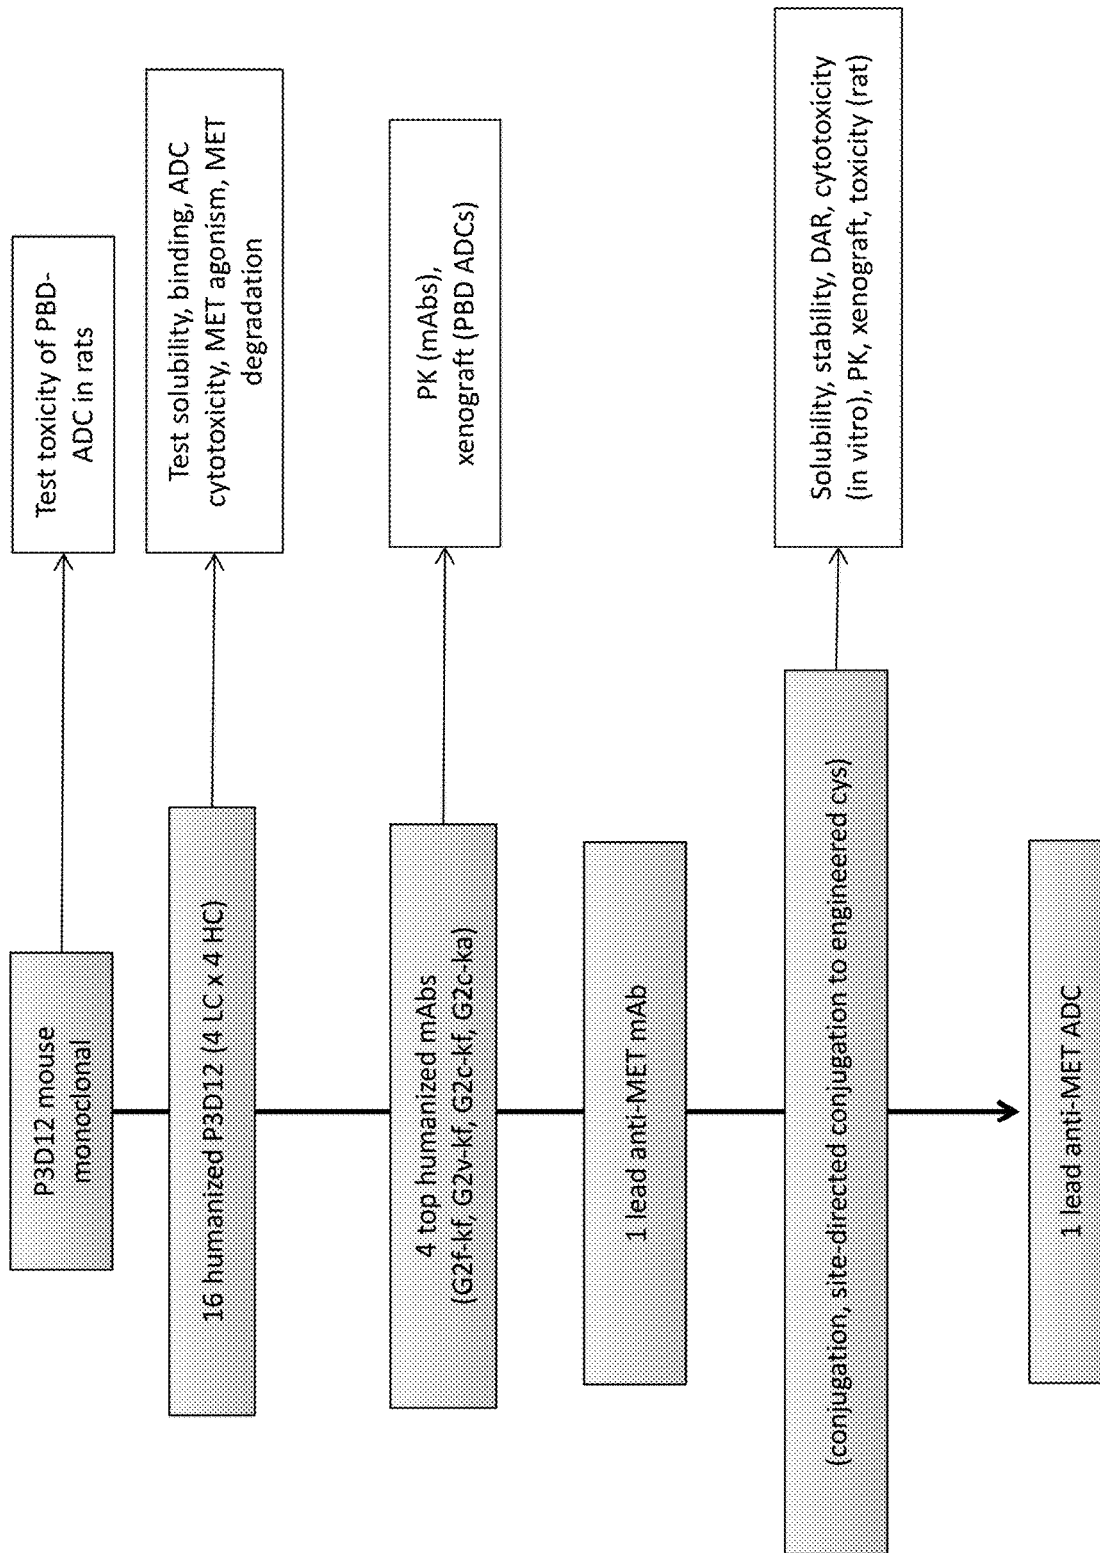 P3D12 mouse
monoclonal
Test toxicity of PBD-
ADC in rats
16 humanized P3D12 (4 LC x 4 HC)
Test solubility, binding, ADC
cytotoxicity, MET agonism, MET
degradation
4 top humanized mAbs
(G2f-kf, G2v-kf, G2c-kf, G2c-ka)
PK (mAbs),
xenograft (PBD ADCs)
1 lead anti-MET mAb
(conjugation, site-directed conjugation to engineered cys)
Solubility, stability, DAR, cytotoxicity
(in vitro), PK, xenograft, toxicity (rat)
1 lead anti-MET ADC